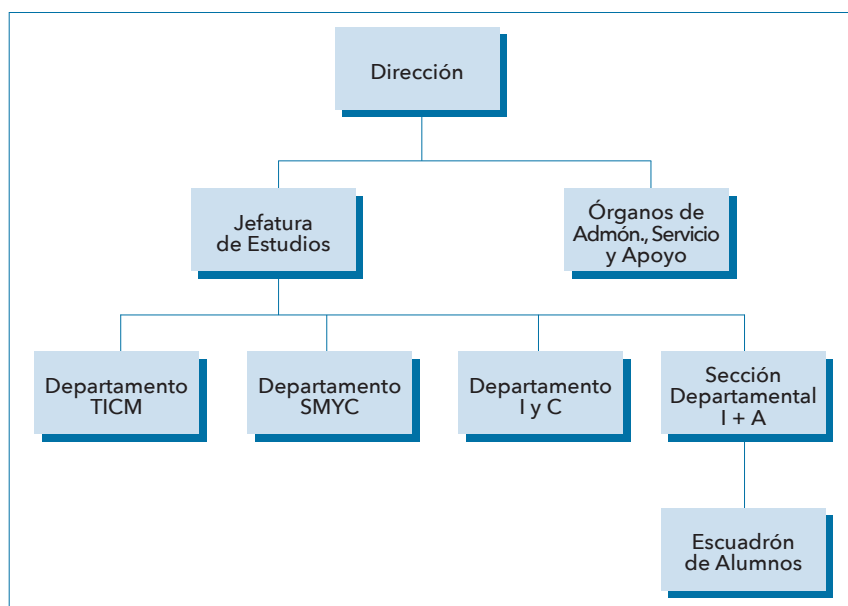 Dirección
Jefatura
de Estudios
Órganos de
Admón., Servicio
y Apoyo
Departamento
TICM
Departamento
SMYC
Departamento
I y C
Sección
Departamental
I + A
Escuadrón
de Alumnos